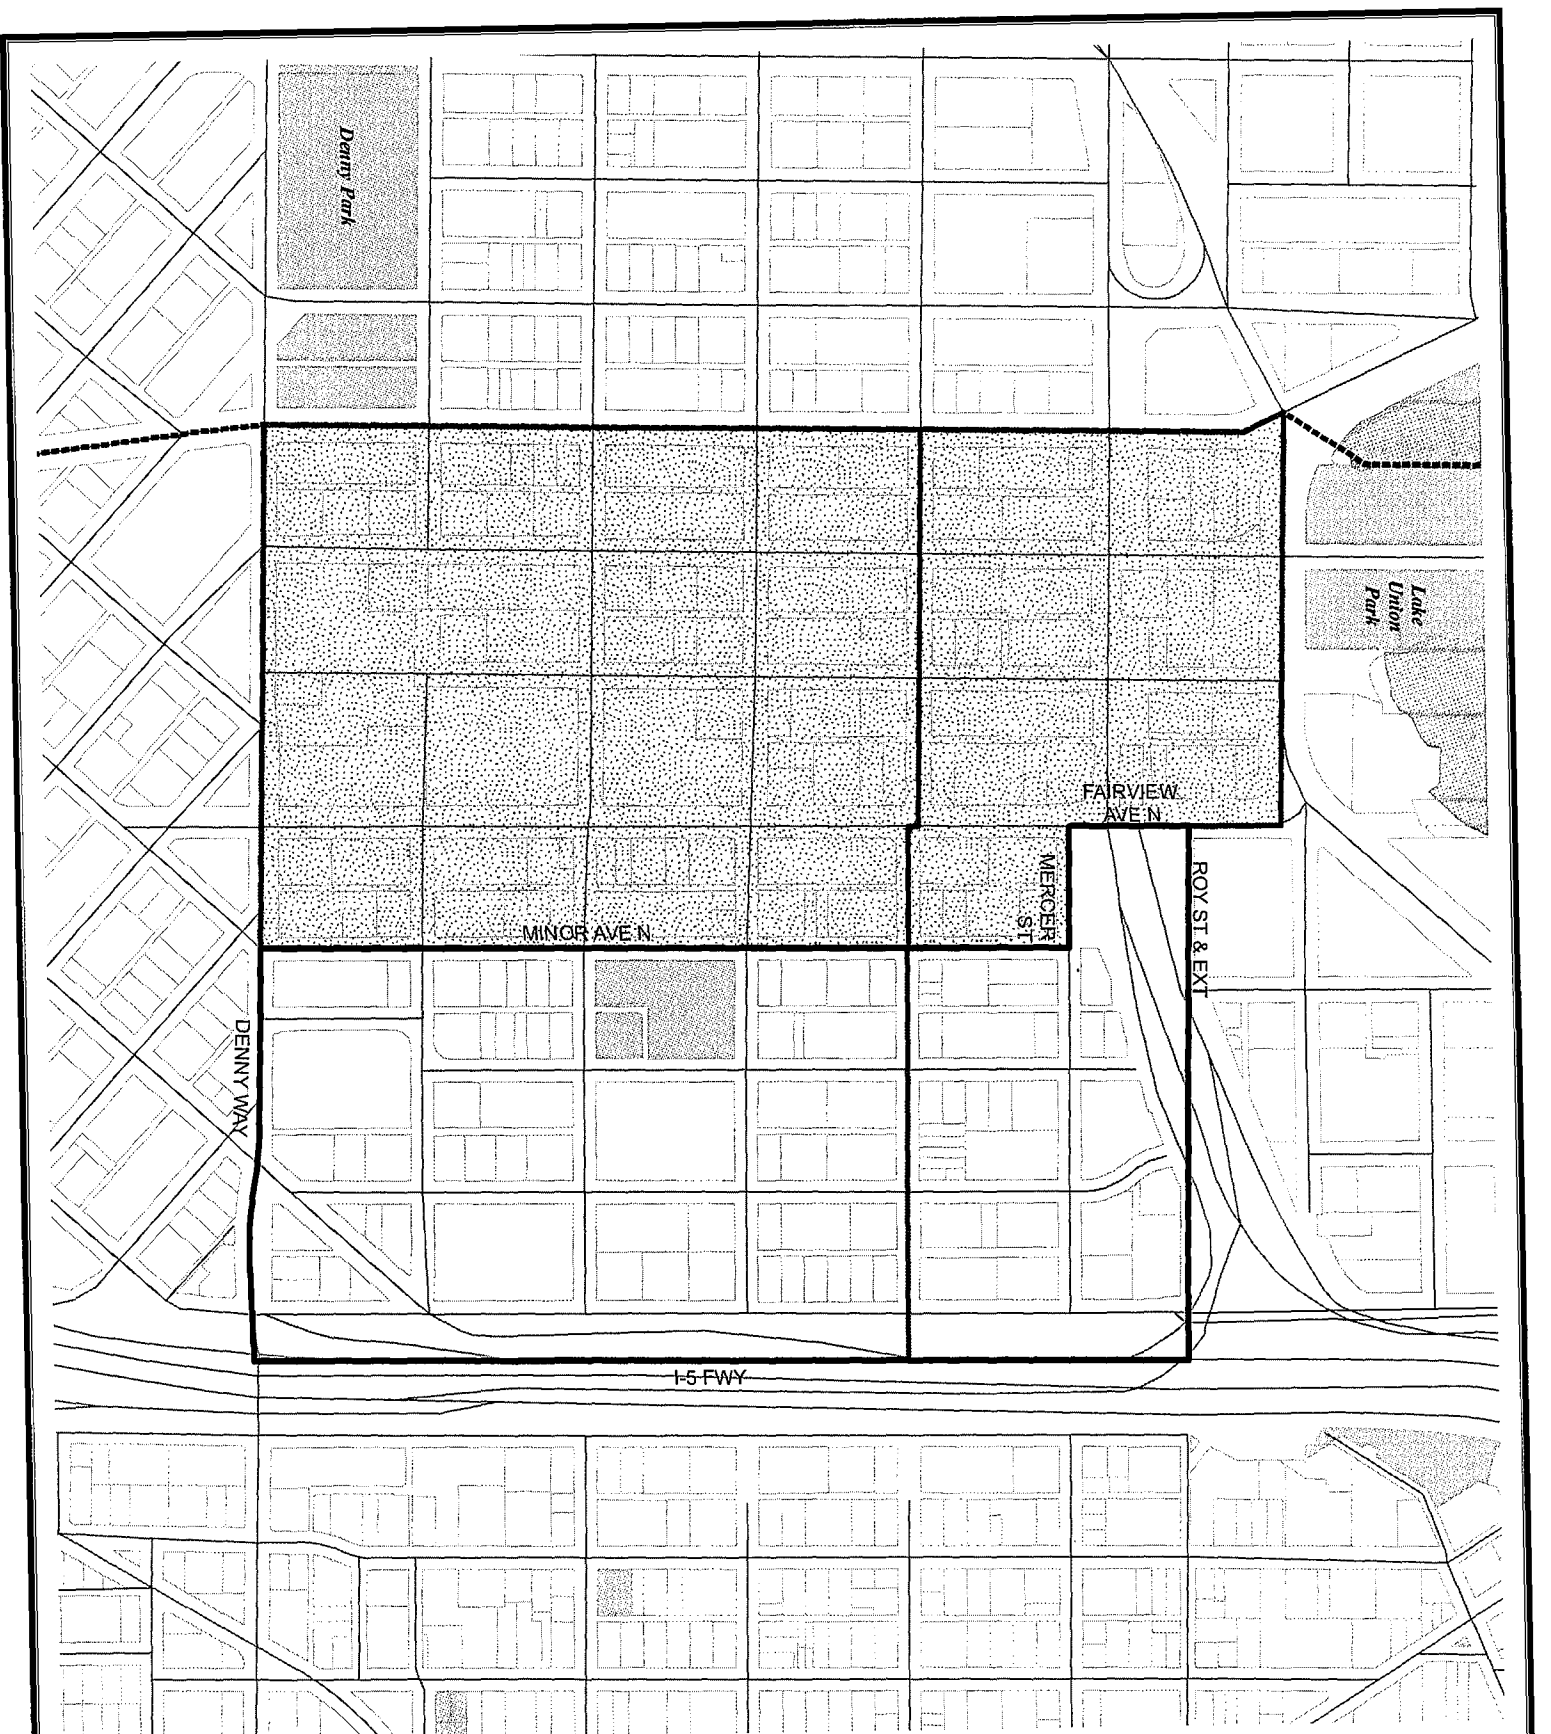 Denny Park
Lake
Union
Park
FAIRVIEW
AVE N
MERCER
ST
ROY ST & EXT
MINOR AVE N
DENNY WAY
I-5 FWY